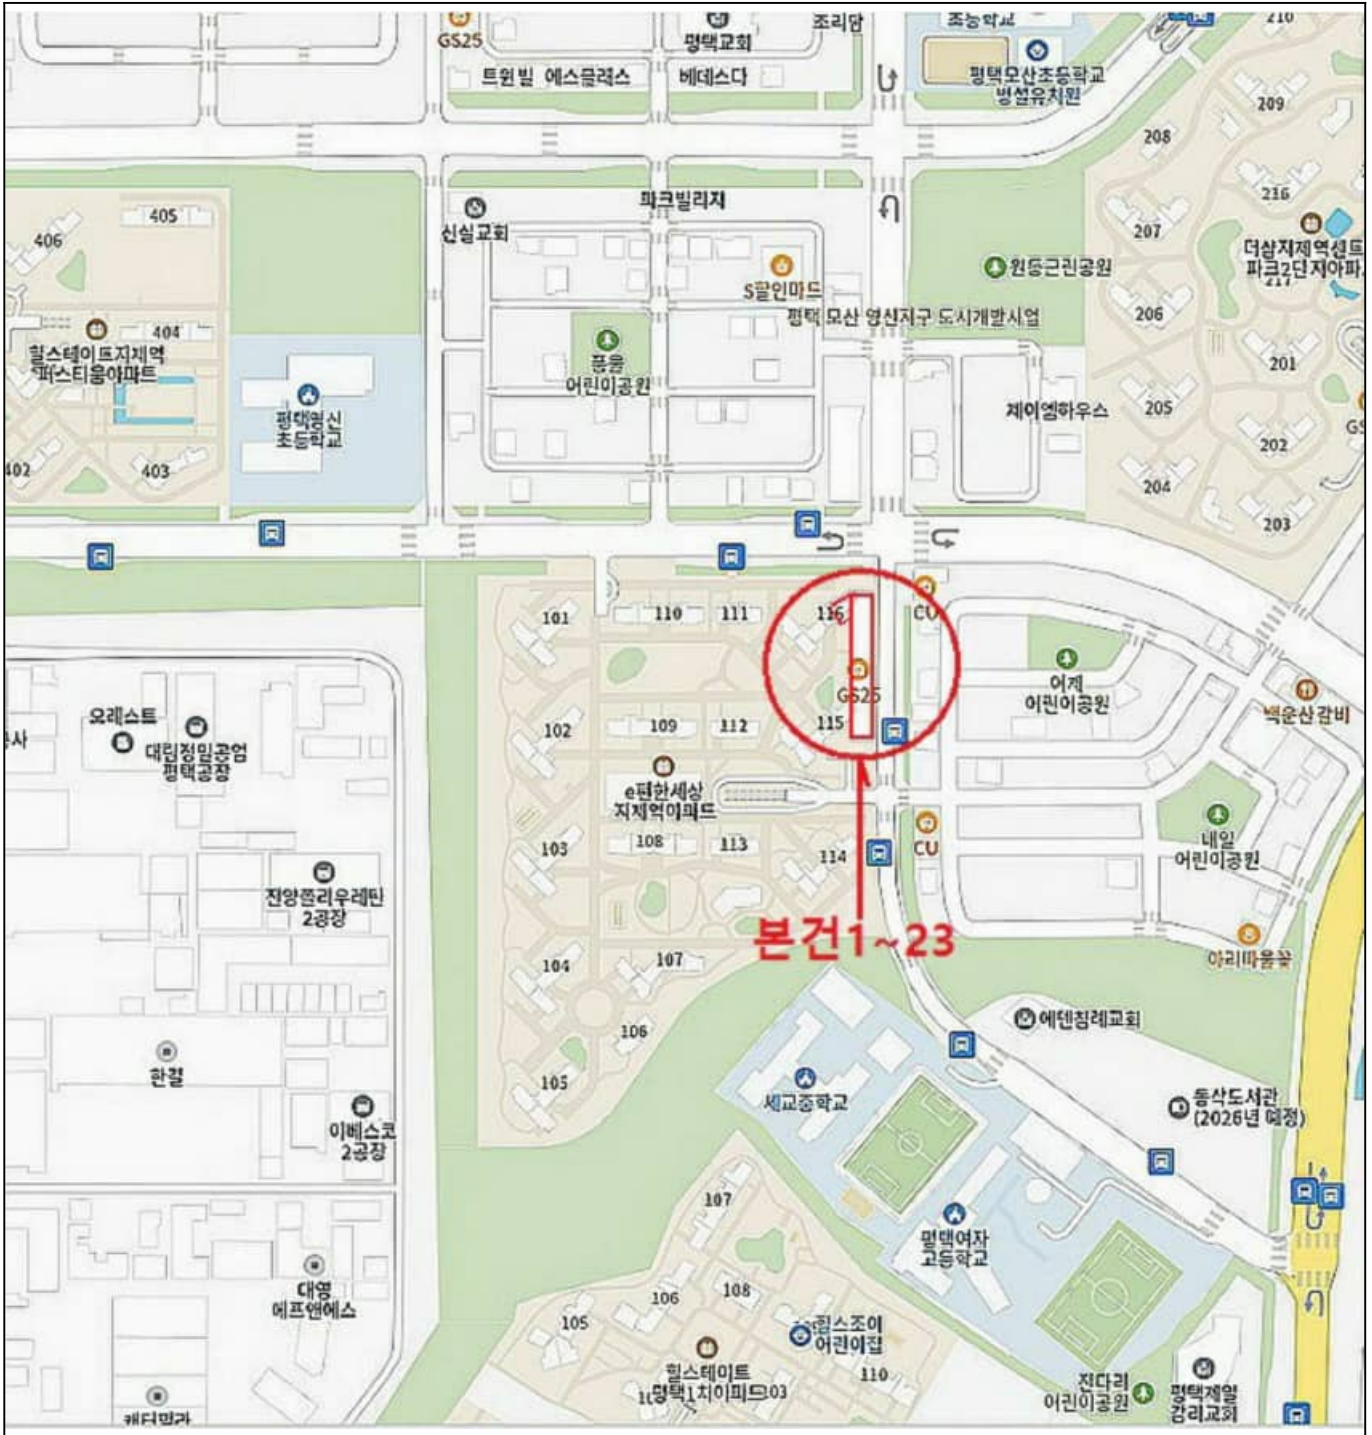 GS25
평택교회
조리담
초등학교
210
트윈빌 에스클래스
베데스다
평택모산초등학교
병설유치원
209
208
405
406
파크빌리지
신실교회
216
207
더샵지제역센트
파크2단지아파
217
원등근린공원
S할인마트
평택 모산 영신지구 도시개발사업
206
404
힐스테이트지제역
퍼스티움아파트
어린이공원
201
평택영신
초등학교
제이엠하우스
205
GS
202
402
403
204
203
101
110
111
116
CU
GS25
어린이공원
백운산갈비
오레스트
대린정밀공업
평택공장
102
109
112
115
e편한세상
지제역아파트
내일
어린이공원
103
108
113
114
CU
진양폴리우레탄
2공장
본건1~23
아리따움꽃
104
107
106
에덴침례교회
한결
105
세교중학교
동삭도서관
(2026년 예정)
이베스코
2공장
107
평택여자
고등학교
대영
에프앤에스
106
108
105
힐스조이
어린이집
힐스테이트
평택1차아파트
103
110
전다리
어린이공원
평택제일
감리교회